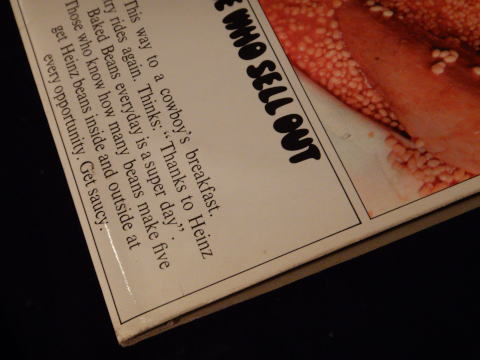 E WHO SELL OUT
This way to a cowboy's breakfast.
ry rides again. Thinks: “Thanks to Heinz
Baked Beans everyday is a super day”.
Those who know how many beans make five
get Heinz beans inside and outside at
every opportunity. Get saucy.